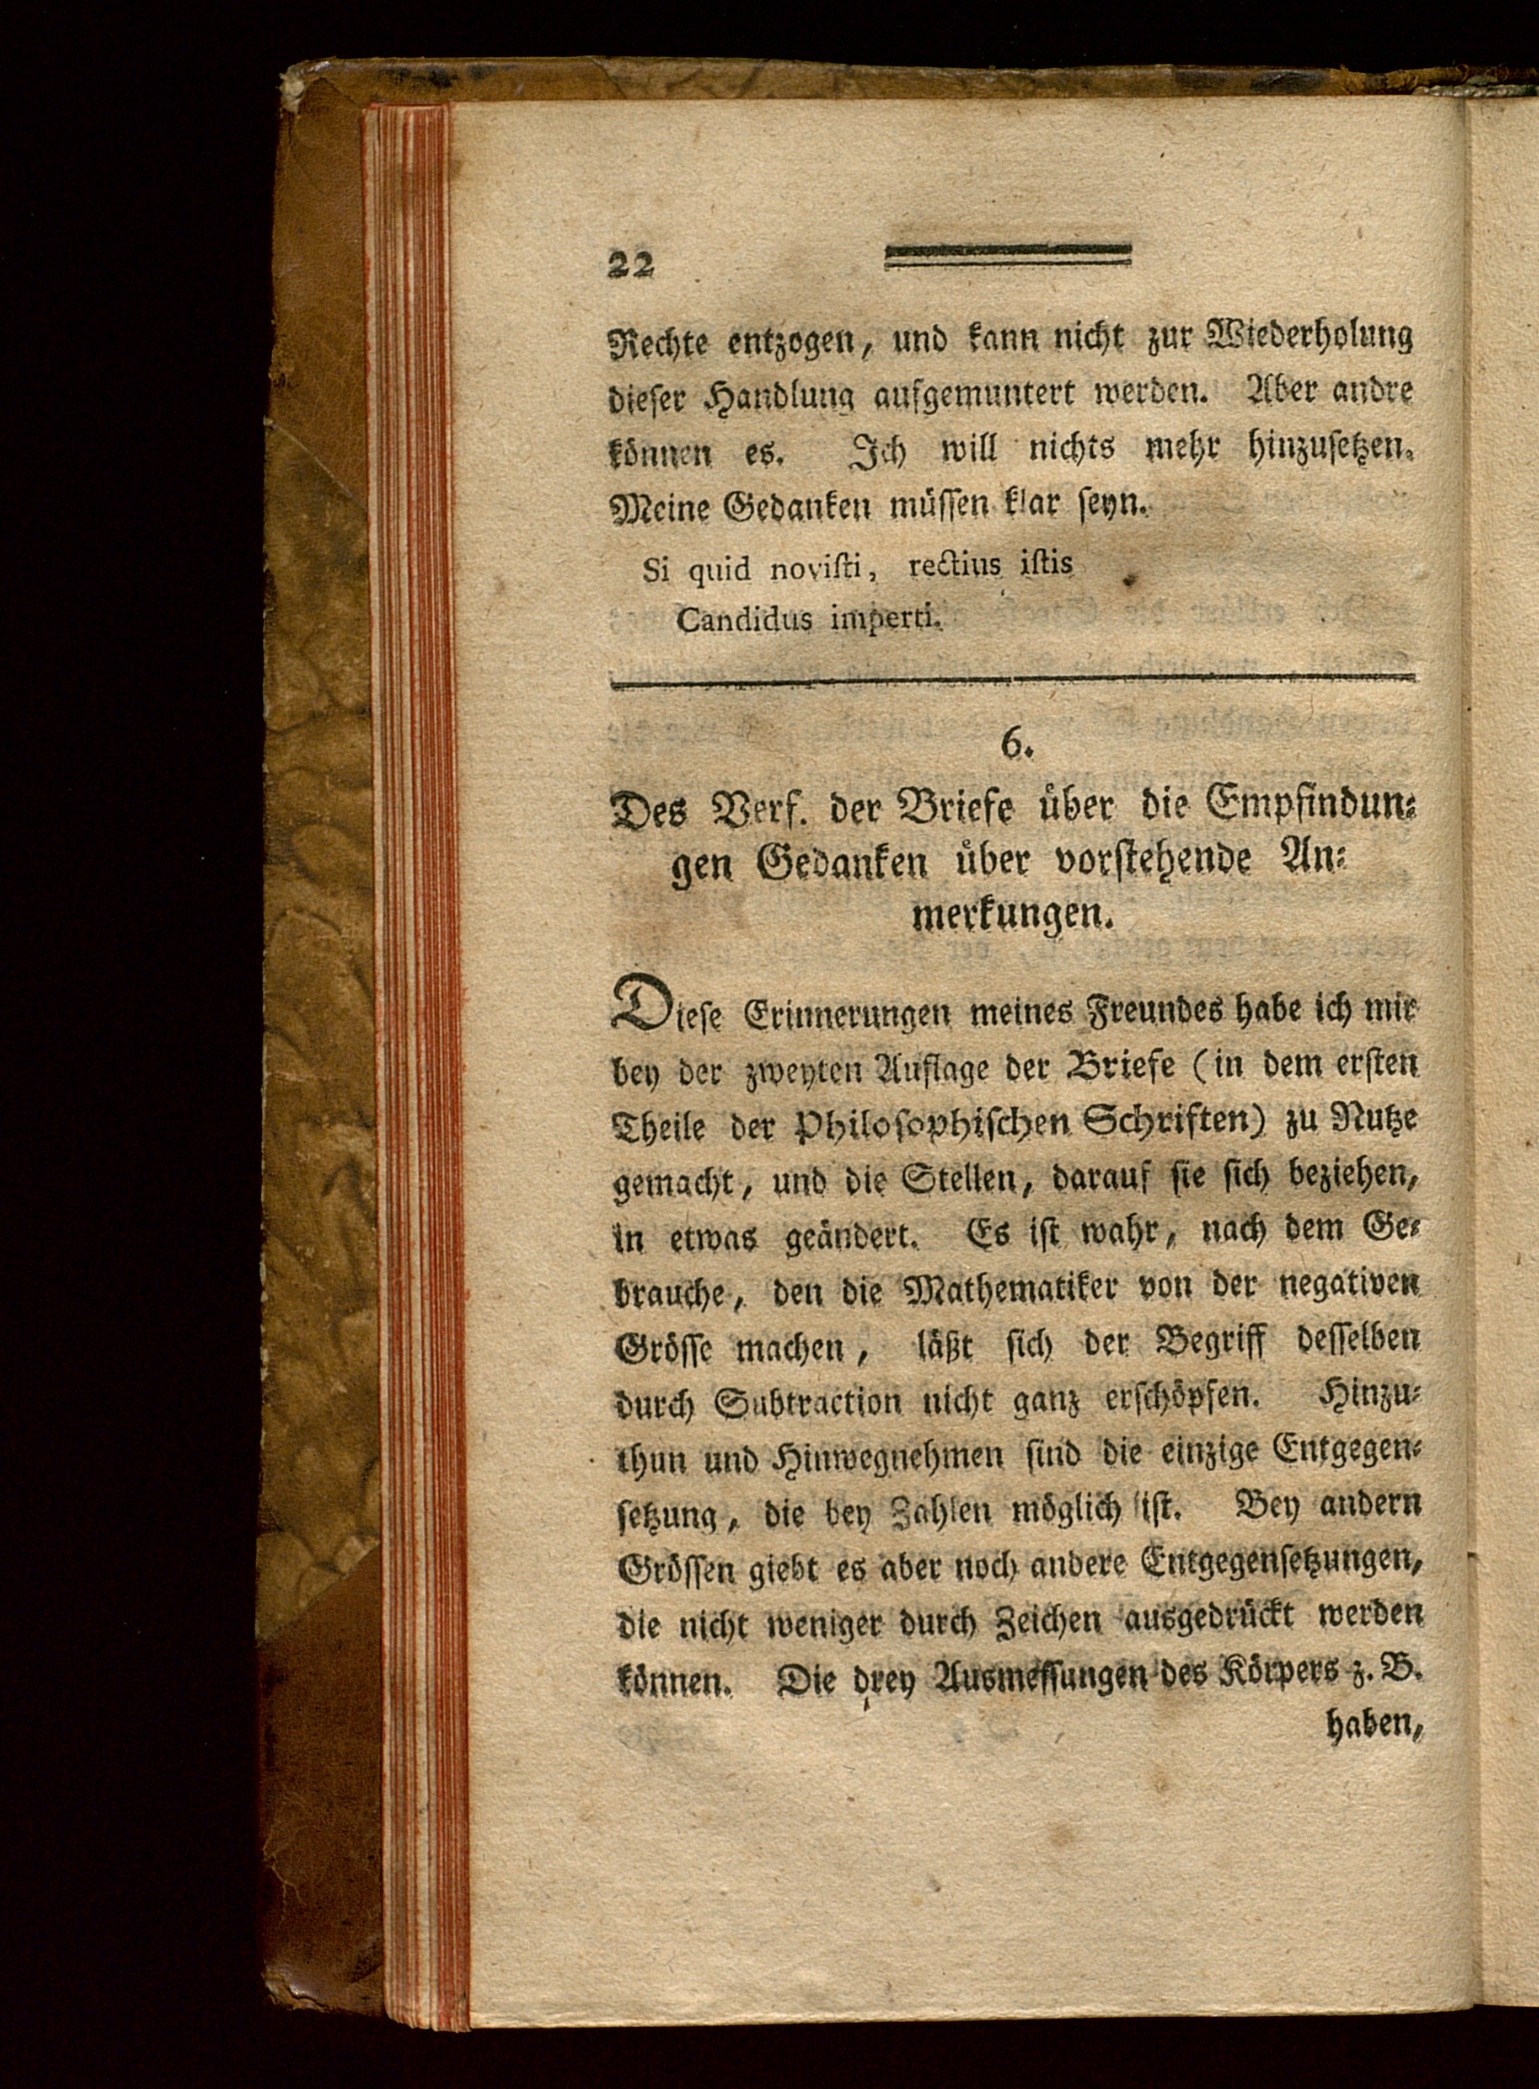 22
Rechte entzogen, und kann nicht zur Wiederholung
dieser Handlung aufgemuntert werden. Aber andre
können es. Ich will nichts mehr hinzusetzen.
Meine Gedanken müssen klar seyn.
Si quid noviſti, rectius iſtis
Candidus imperti.
6.
Des Verf. der Briefe über die Empfindun⸗
gen Gedanken über vorstehende An⸗
merkungen.
Diese Erinnerungen meines Freundes habe ich mir
bey der zweyten Auflage der Briefe (in dem ersten
Theile der Philosophischen Schriften) zu Nutze
gemacht, und die Stellen, darauf sie sich beziehen,
in etwas geändert. Es ist wahr, nach dem Ge⸗
brauche, den die Mathematiker von der negativen
Grösse machen, läßt sich der Begriff desselben
durch Subtraction nicht ganz erschöpfen. Hinzu⸗
thun und Hinwegnehmen sind die einzige Entgegen⸗
setzung, die bey Zahlen möglich ist. Bey andern
Grössen giebt es aber noch andere Entgegensetzungen,
die nicht weniger durch Zeichen ausgedrückt werden
können. Die drey Ausmessungen des Körpers z. B.
haben,